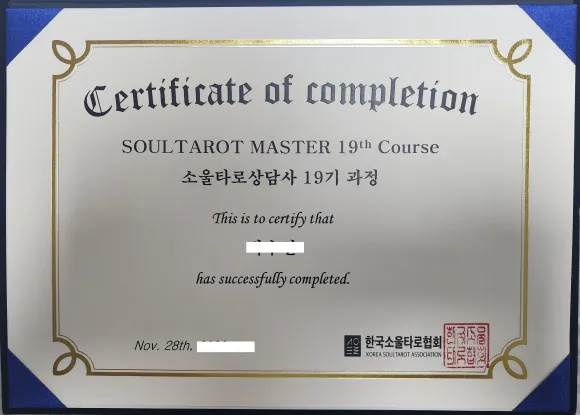 Certificate of completion
SOULTAROT MASTER 19th Course
소울타로상담사 19기 과정
This is to certify that
has successfully completed.
Nov. 28th,
한국소울타로협회
KOREA SOULTAROT ASSOCIATION